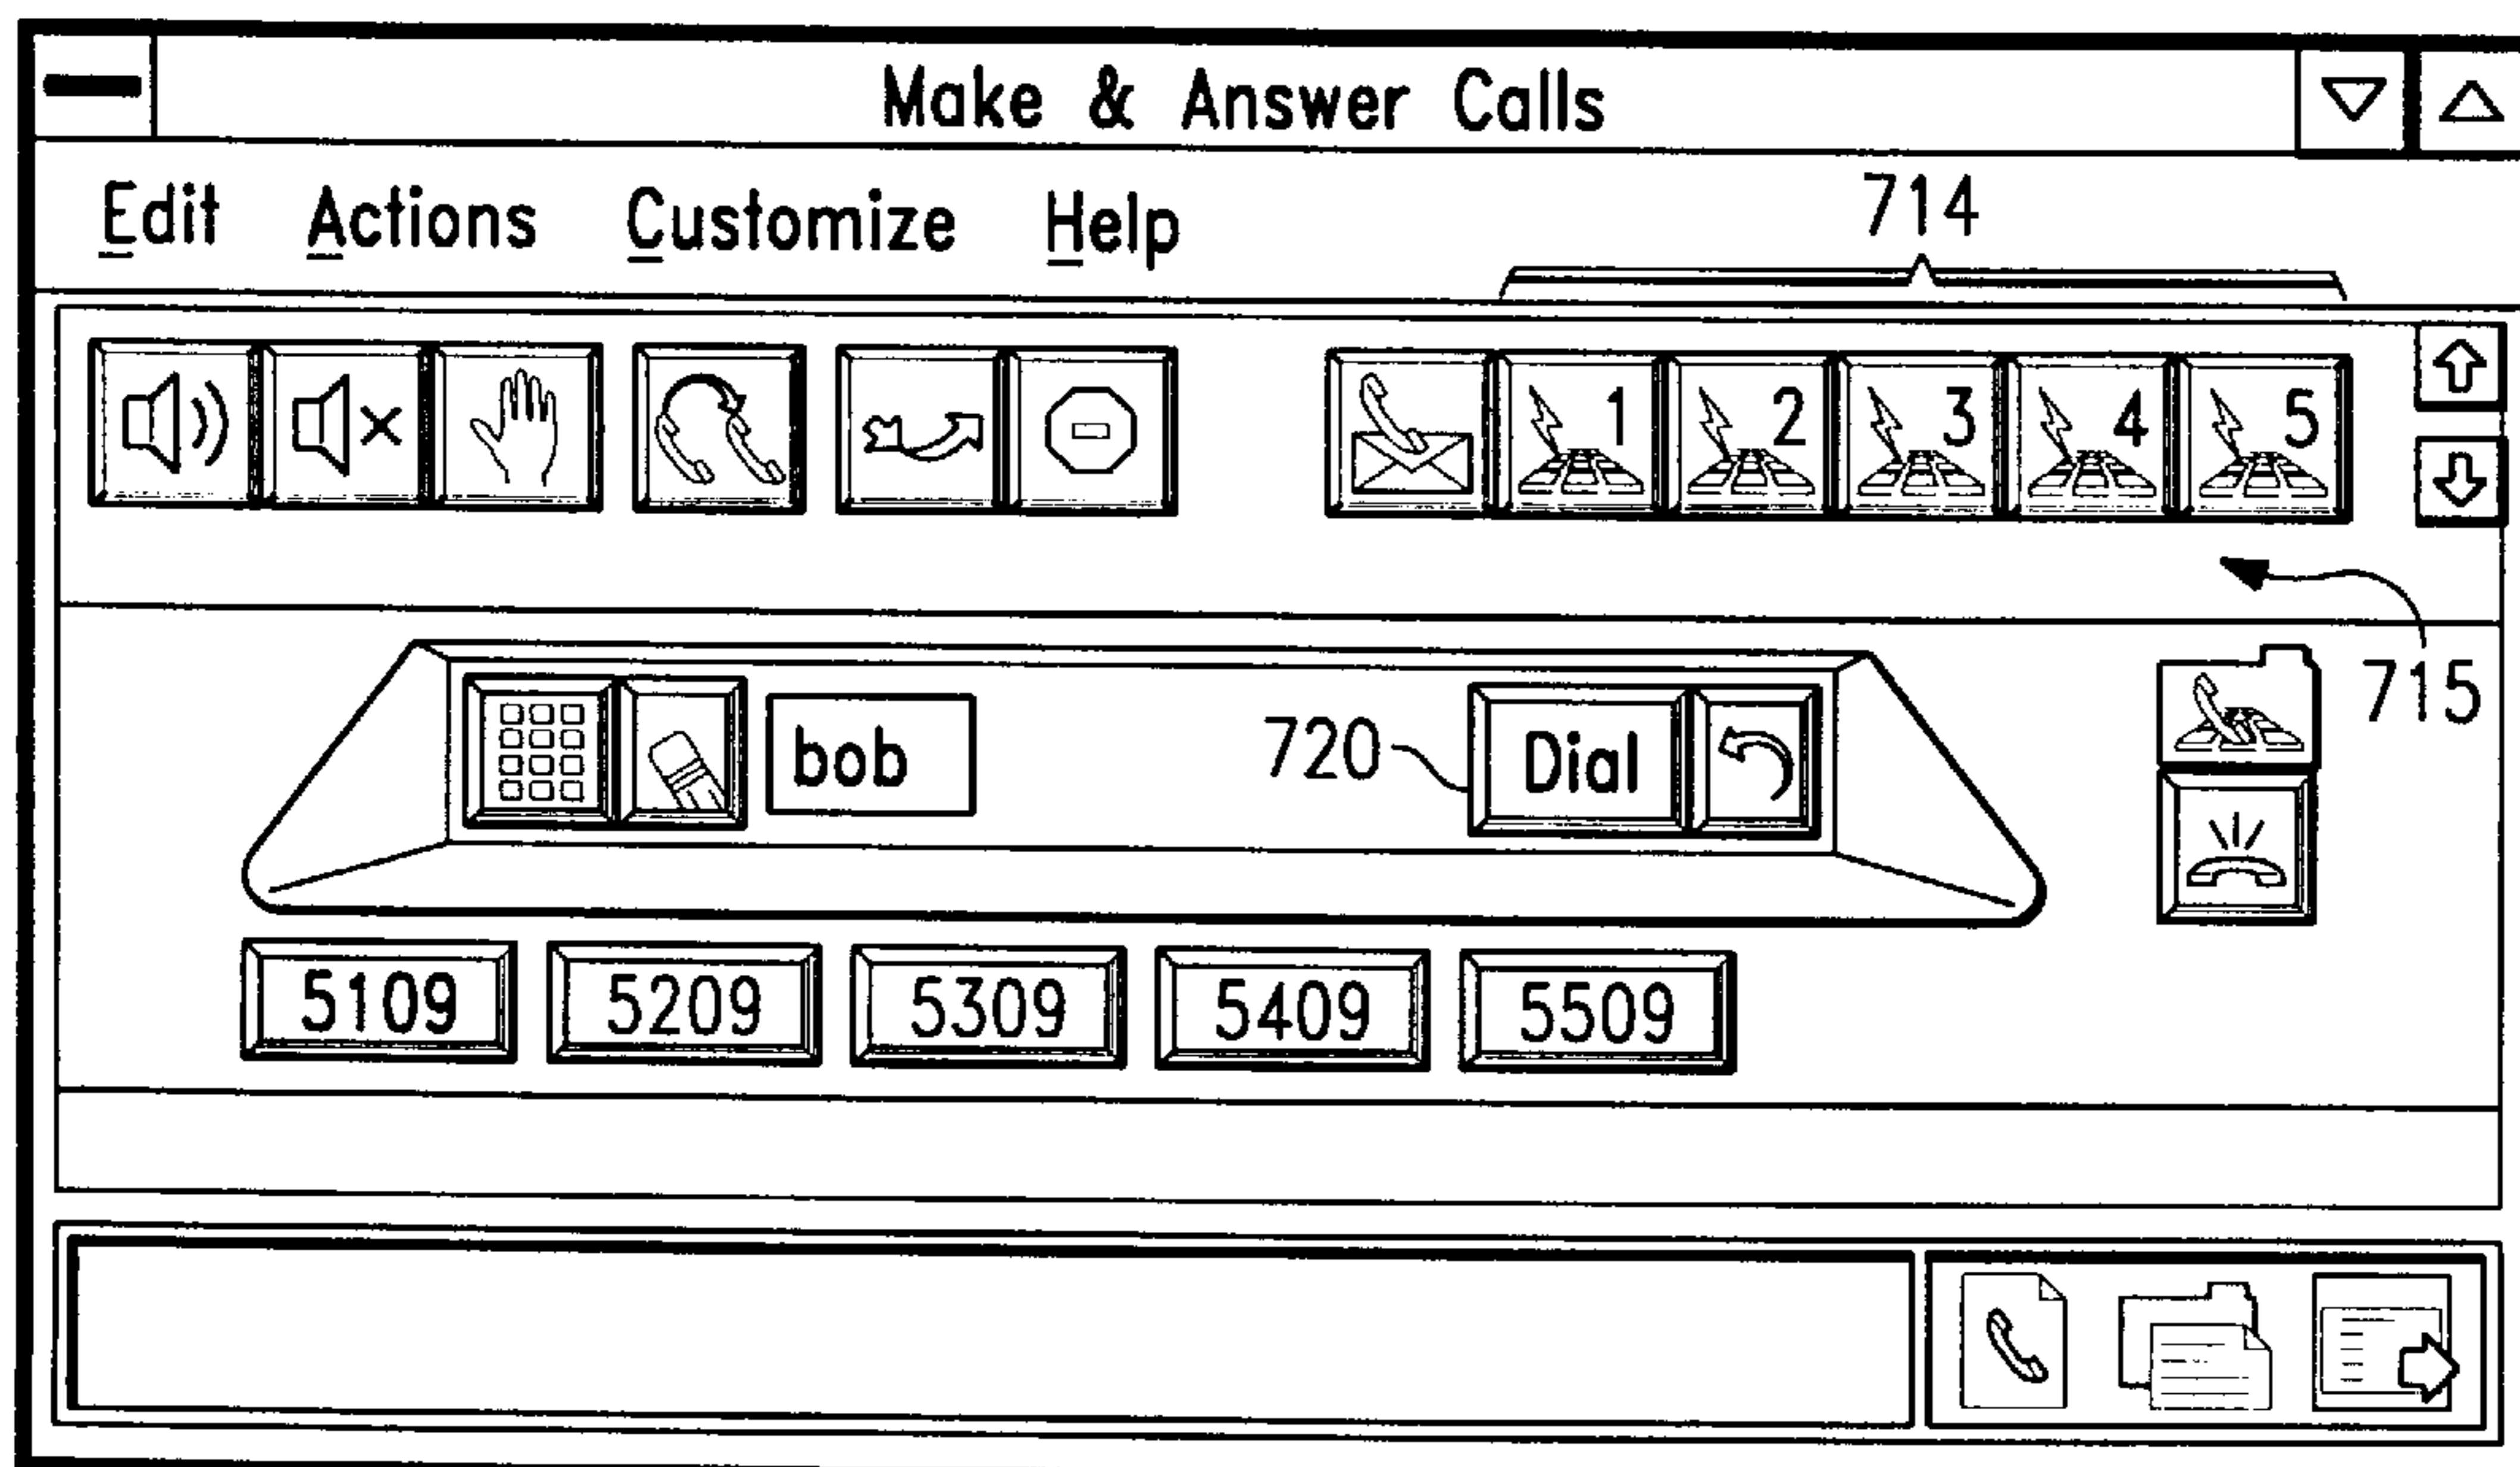 Make & Answer Calls
Edit Actions Customize Help
714
1 2 3 4 5
715
bob
720
Dial
5109 5209 5309 5409 5509